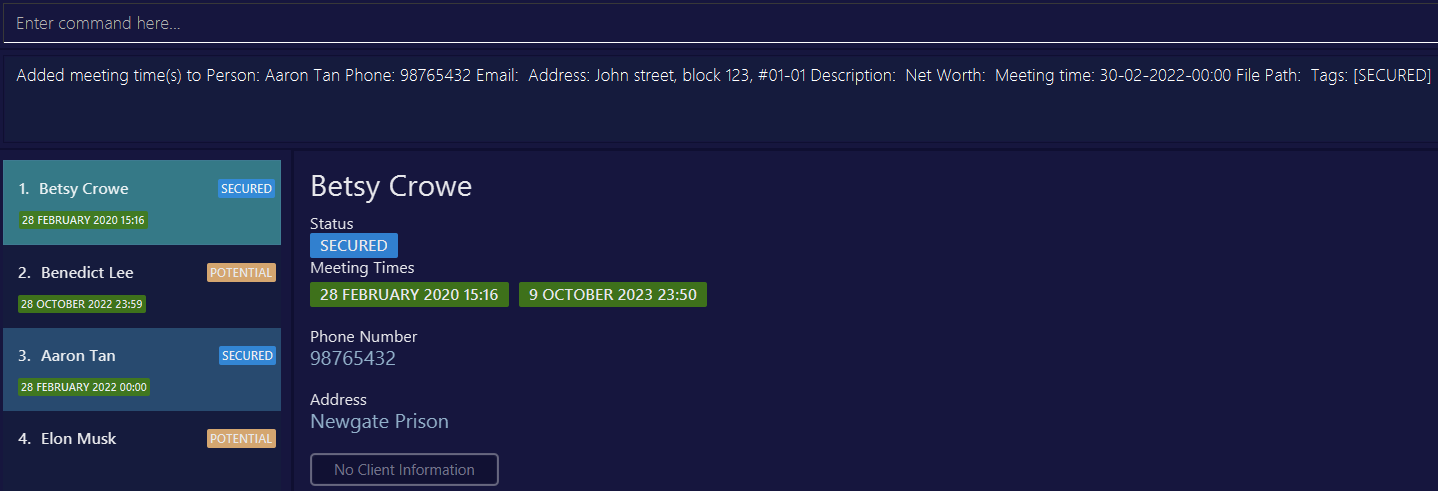 Enter command here...
Added meeting time(s) to Person: Aaron Tan Phone: 98765432 Email:  Address: John street, block 123, #01-01 Description:  Net Worth:  Meeting time: 30-02-2022-00:00 File Path:  Tags: [SECURED]
1. Betsy Crowe SECURED
28 FEBRUARY 2020 15:16
2. Benedict Lee POTENTIAL
28 OCTOBER 2022 23:59
3. Aaron Tan SECURED
28 FEBRUARY 2022 00:00
4. Elon Musk POTENTIAL
Betsy Crowe
Status
SECURED
Meeting Times
28 FEBRUARY 2020 15:16 9 OCTOBER 2023 23:50
Phone Number
98765432
Address
Newgate Prison
No Client Information